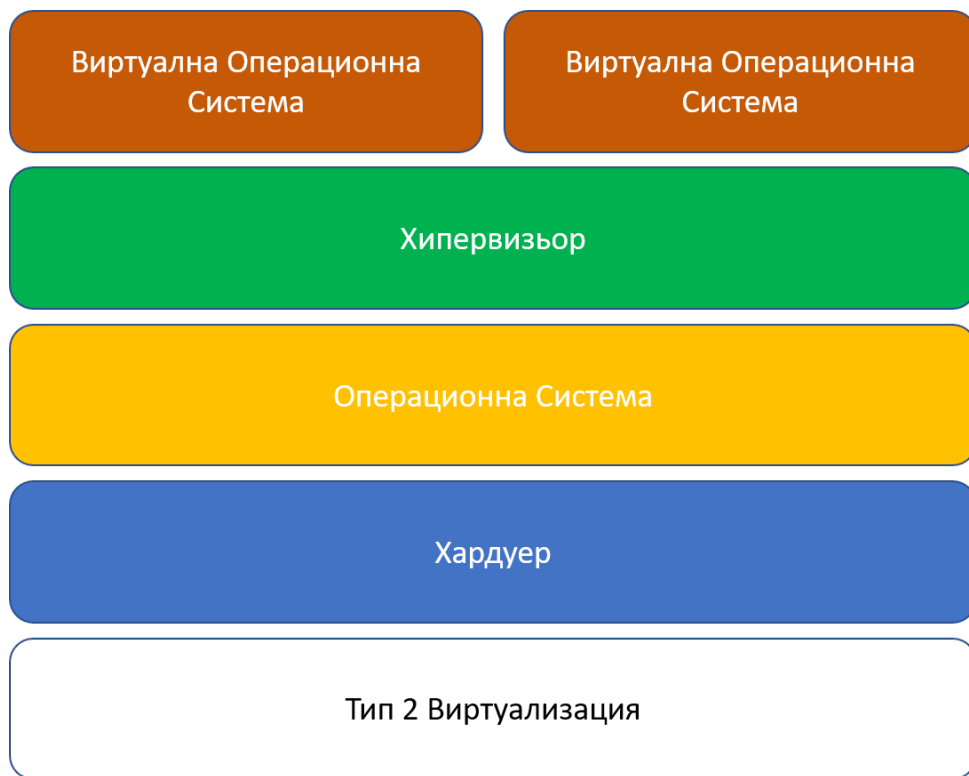 Виртуална Операционна
Система
Виртуална Операционна
Система
Хипервизьор
Операционна Система
Хардуер
Тип 2 Виртуализация